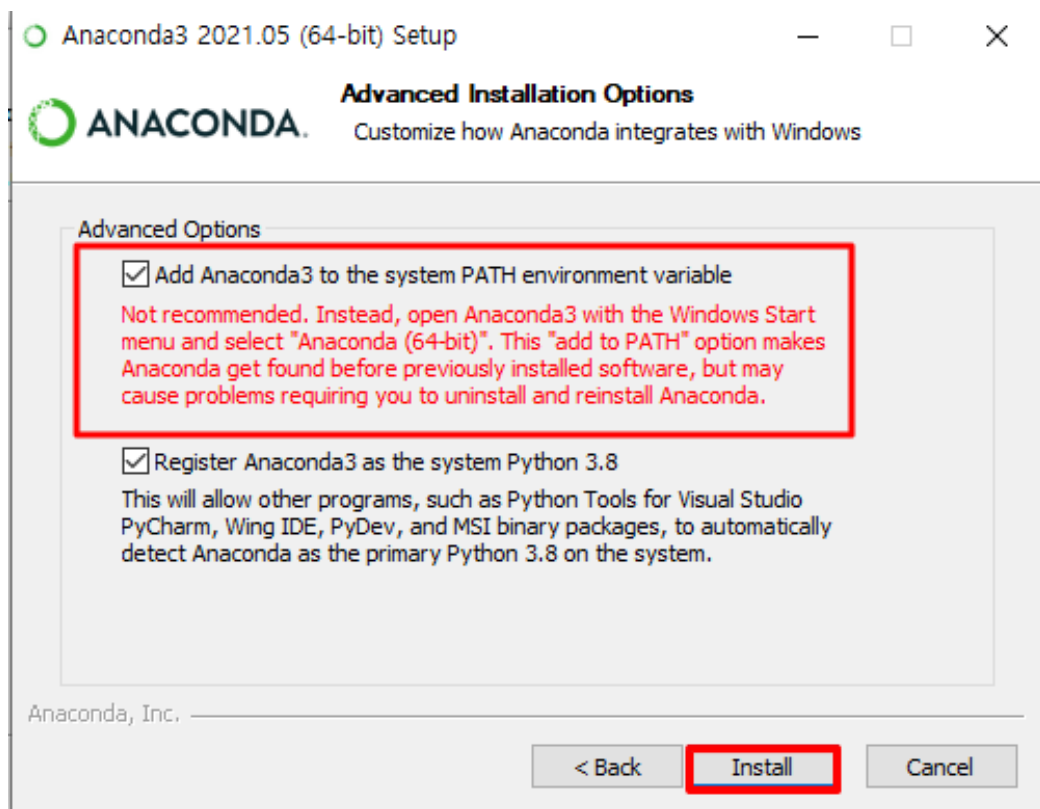 Anaconda3 2021.05 (64-bit) Setup
ANACONDA.
Advanced Installation Options
Customize how Anaconda integrates with Windows
Advanced Options
Add Anaconda3 to the system PATH environment variable
Not recommended. Instead, open Anaconda3 with the Windows Start
menu and select "Anaconda (64-bit)". This "add to PATH" option makes
Anaconda get found before previously installed software, but may
cause problems requiring you to uninstall and reinstall Anaconda.
Register Anaconda3 as the system Python 3.8
This will allow other programs, such as Python Tools for Visual Studio
PyCharm, Wing IDE, PyDev, and MSI binary packages, to automatically
detect Anaconda as the primary Python 3.8 on the system.
Anaconda, Inc.
< Back
Install
Cancel